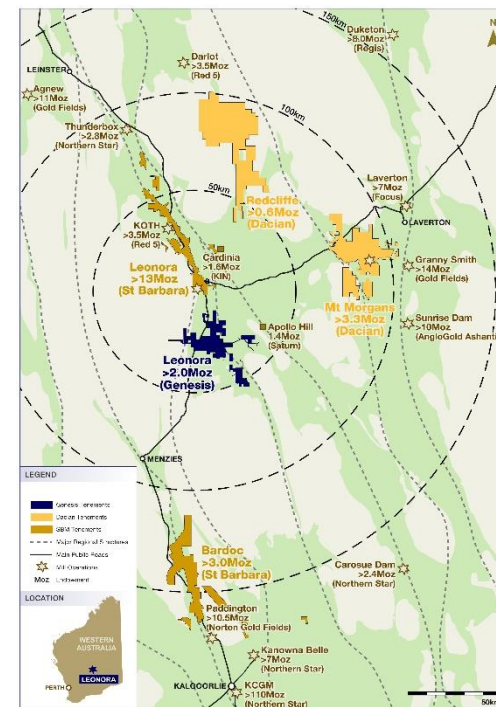 150km
Duketon
>8.0Moz
(Regis)
N
Darlot
>3.5Moz
(Red 5)
LEINSTER
Agnew
>11Moz
(Gold Fields)
100km
Thunderbox
>2.8Moz
(Northern Star)
50km
Redcliffe
>0.6Moz
(Dacian)
Laverton
>7Moz
(Focus)
LAVERTON
KOTH
>3.5Moz
(Red 5)
Cardinia
>1.5Moz
(KIN)
Leonora
>13Moz
(St Barbara)
Granny Smith
>14Moz
(Gold Fields)
Mt Morgans
>3.3Moz
(Dacian)
Sunrise Dam
>10Moz
(AngloGold Ashanti
Apollo Hill
1.4Moz
(Saturn)
Leonora
>2.0Moz
(Genesis)
MENZIES
LEGEND
Genesis Tenements
Dacian Tenements
SBM Tenements
Major Regional Structures
Main Public Roads
Mill Operations
Moz
Endowment
LOCATION
WESTERN
AUSTRALIA
LEONORA
PERTH
Bardoc
>3.0Moz
(St Barbara)
Carosue Dam
>2.4Moz
(Northern Star)
Paddington
>10.5Moz
(Norton Gold Fields)
Kanowna Belle
>7Moz
(Northern Star)
KALGOORLIE
KCGM
>110Moz
(Northern Star)
50k